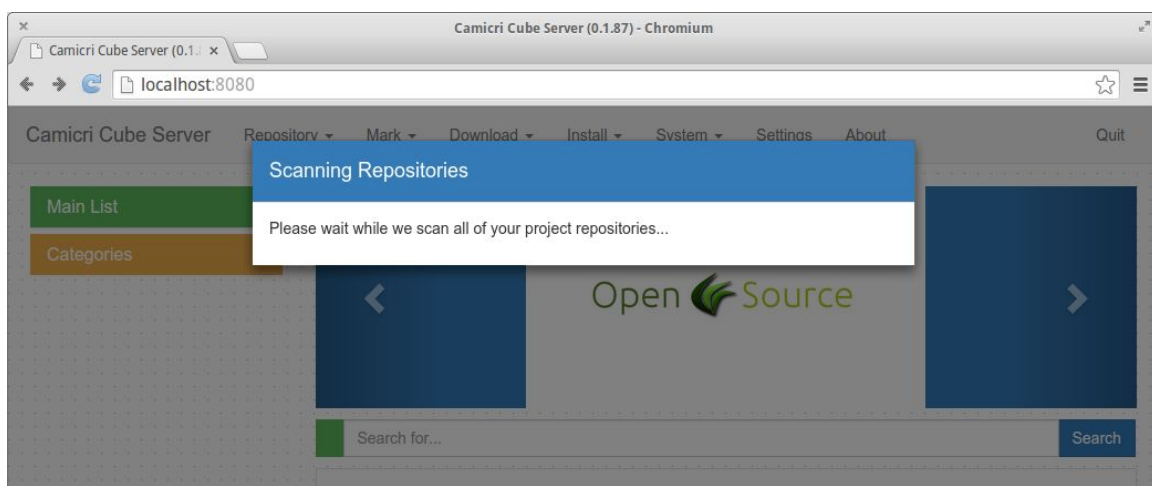 Camicri Cube Server (0.1.87) - Chromium
Camicri Cube Server (0.1.
localhost:8080
Camicri Cube Server Repository Mark Download Install System Settings About Quit
Scanning Repositories
Main List
Please wait while we scan all of your project repositories...
Categories
Open Source
Search for... Search